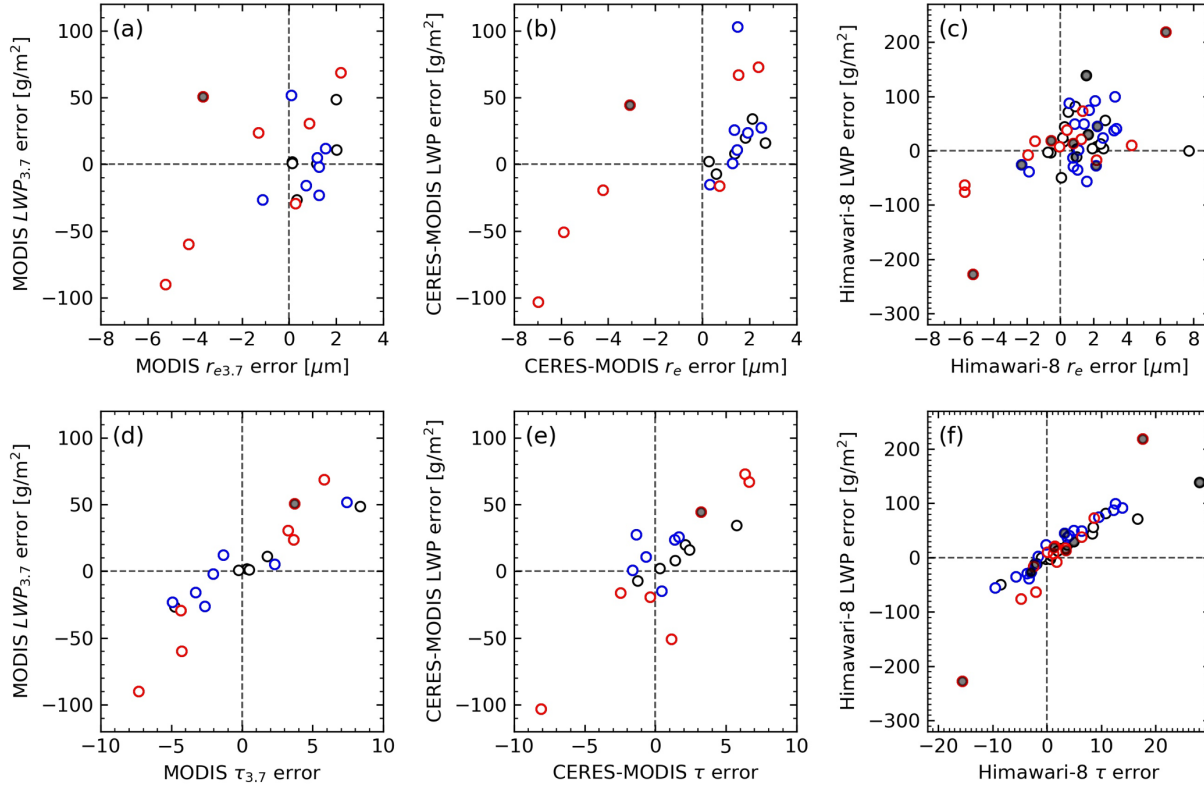 (a)
MODIS LWP3.7 error [g/m2]
100
50
0
−50
−100
−8 −6 −4 −2 0 2 4
MODIS re3.7 error [μm]
(b)
CERES-MODIS LWP error [g/m2]
100
50
0
−50
−100
−8 −6 −4 −2 0 2 4
CERES-MODIS re error [μm]
(c)
Himawari-8 LWP error [g/m2]
200
100
0
−100
−200
−300
−8 −6 −4 −2 0 2 4 6 8
Himawari-8 re error [μm]
(d)
MODIS LWP3.7 error [g/m2]
100
50
0
−50
−100
−10 −5 0 5 10
MODIS τ3.7 error
(e)
CERES-MODIS LWP error [g/m2]
100
50
0
−50
−100
−10 −5 0 5 10
CERES-MODIS τ error
(f)
Himawari-8 LWP error [g/m2]
200
100
0
−100
−200
−300
−20 −10 0 10 20
Himawari-8 τ error